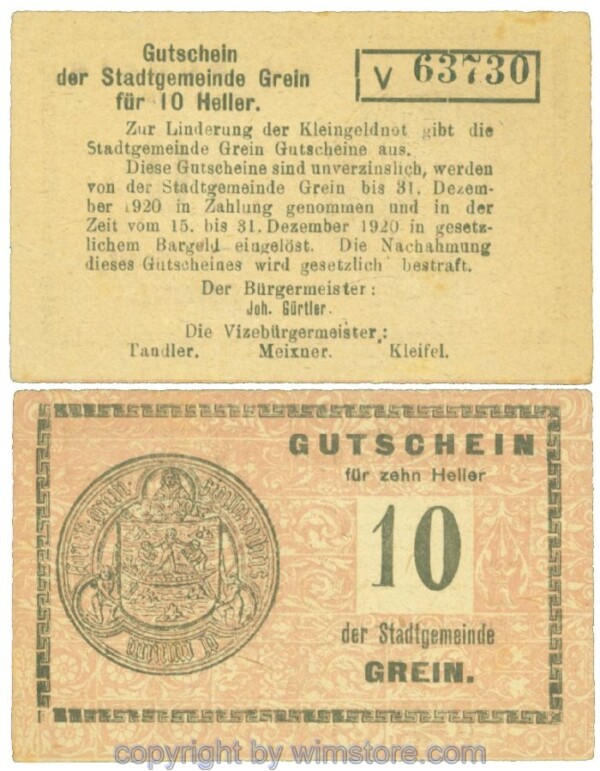 Gutschein
der Stadtgemeinde Grein
für 10 Heller.
V 63730
Zur Linderung der Kleingeldnot gibt die
Stadtgemeinde Grein Gutscheine aus.
Diese Gutscheine sind unverzinslich, werden
von der Stadtgemeinde Grein bis 31. Dezem-
ber 1920 in Zahlung genommen und in der
Zeit vom 15. bis 31. Dezember 1920 in gesetz-
lichem Bargeld eingelöst. Die Nachahmung
dieses Gutscheines wird gesetzlich bestraft.
Der Bürgermeister:
Joh. Gürtler.
Die Vizebürgermeister:
Tandler. Meixner. Kleifel.
GUTSCHEIN
für zehn Heller
10
der Stadtgemeinde
GREIN.
copyright by wimstore.com